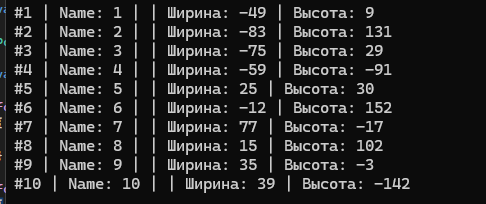 #1 | Name: 1 | | Ширина: -49 | Высота: 9
#2 | Name: 2 | | Ширина: -83 | Высота: 131
#3 | Name: 3 | | Ширина: -75 | Высота: 29
#4 | Name: 4 | | Ширина: -59 | Высота: -91
#5 | Name: 5 | | Ширина: 25 | Высота: 30
#6 | Name: 6 | | Ширина: -12 | Высота: 152
#7 | Name: 7 | | Ширина: 77 | Высота: -17
#8 | Name: 8 | | Ширина: 15 | Высота: 102
#9 | Name: 9 | | Ширина: 35 | Высота: -3
#10 | Name: 10 | | Ширина: 39 | Высота: -142